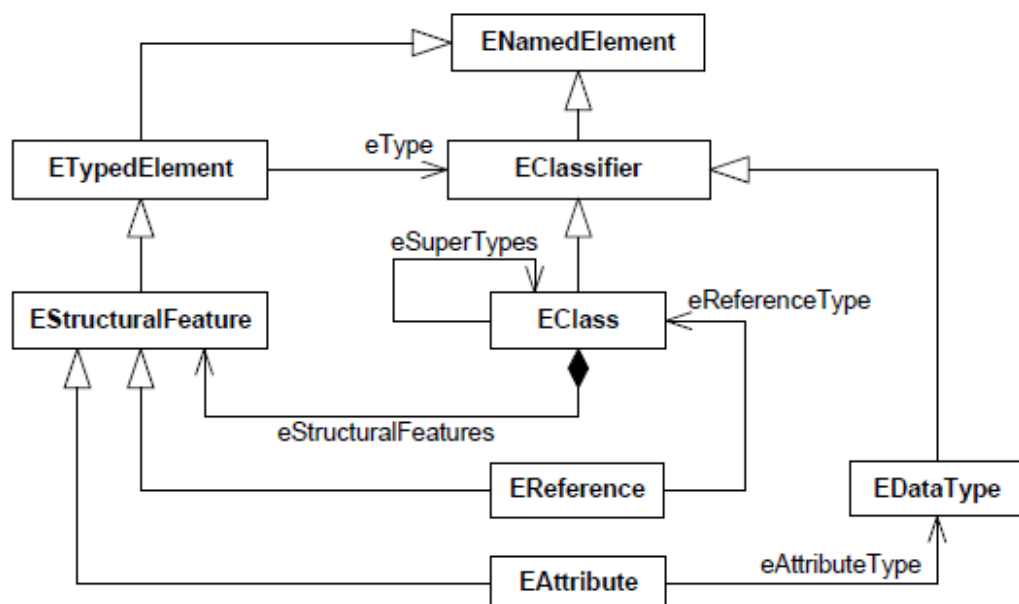 ENamedElement
eType
ETypedElement
EClassifier
eSuperTypes
EStructuralFeature
EClass
eReferenceType
eStructuralFeatures
EReference
EDataType
EAttribute
eAttributeType